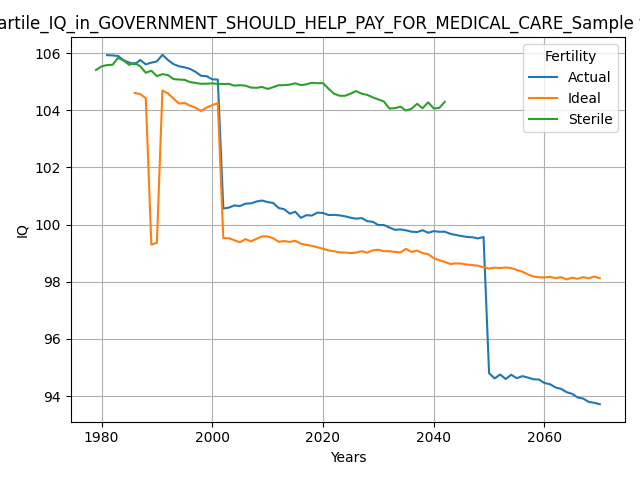 artile_IQ_in_GOVERNMENT_SHOULD_HELP_PAY_FOR_MEDICAL_CARE_Sample
106
104
102
100
98
96
94
IQ
1980
2000
2020
2040
2060
Years
Fertility
Actual
Ideal
Sterile